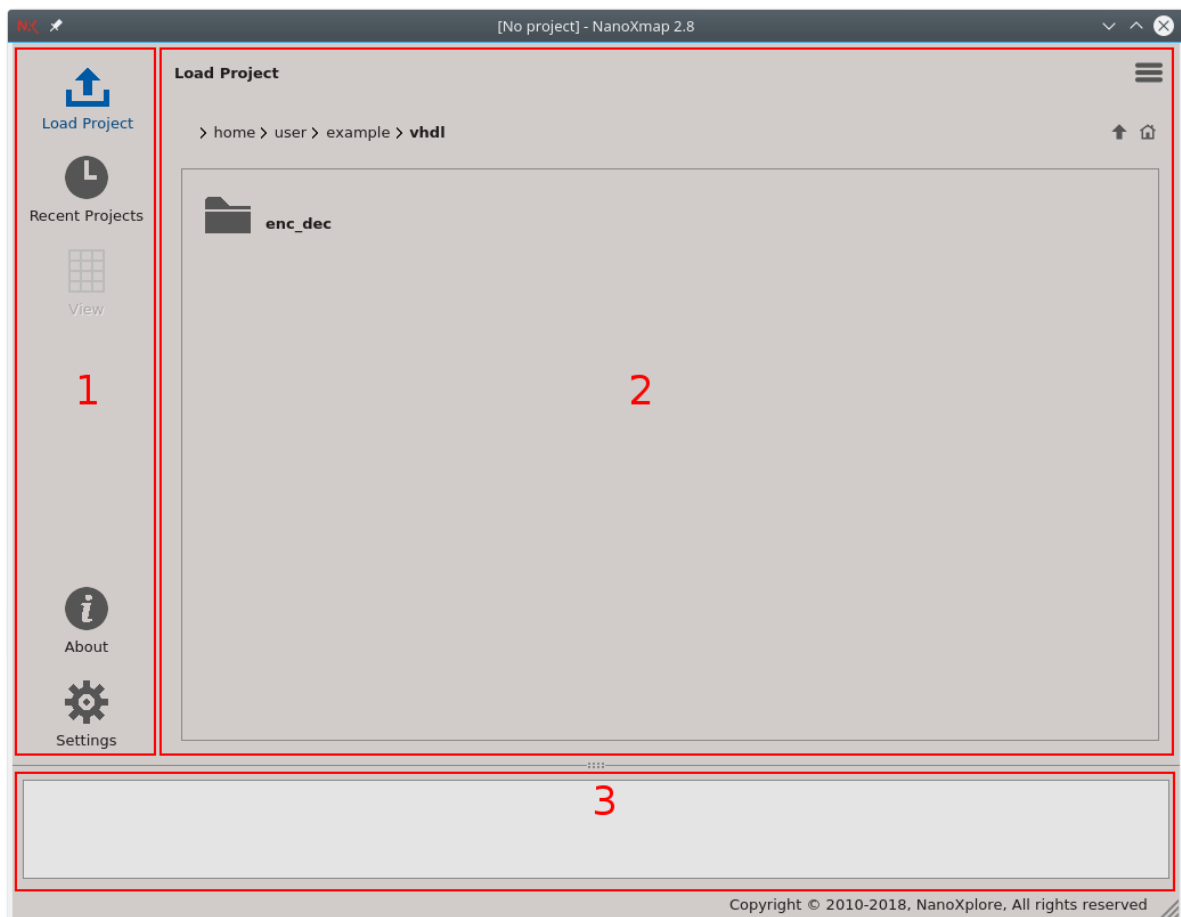 [No project] - NanoXmap 2.8
Load Project
Load Project
> home > user > example > vhdl
Recent Projects
enc_dec
View
1
2
About
Settings
3
Copyright © 2010-2018, NanoXplore, All rights reserved